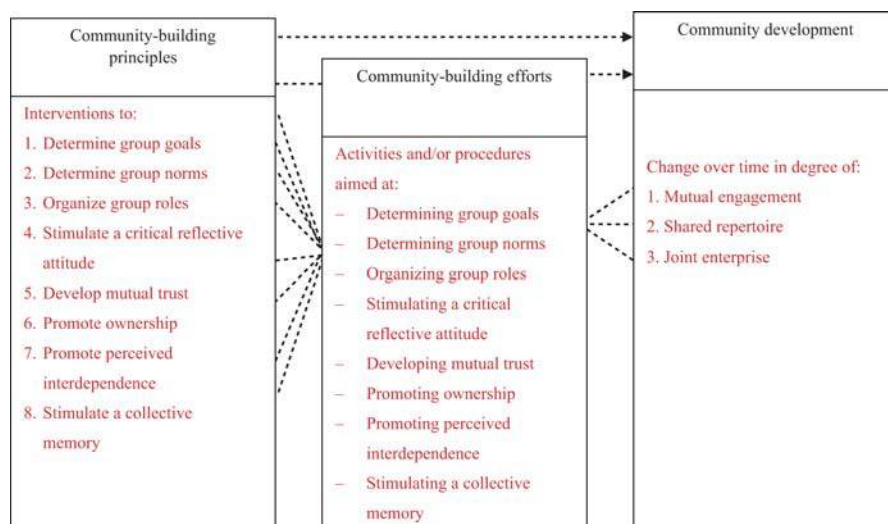 Community-building
principles
Interventions to:
1. Determine group goals
2. Determine group norms
3. Organize group roles
4. Stimulate a critical reflective
attitude
5. Develop mutual trust
6. Promote ownership
7. Promote perceived
interdependence
8. Stimulate a collective
memory
Community-building efforts
Activities and/or procedures
aimed at:
– Determining group goals
– Determining group norms
– Organizing group roles
– Stimulating a critical
reflective attitude
– Developing mutual trust
– Promoting ownership
– Promoting perceived
interdependence
– Stimulating a collective
memory
Community development
Change over time in degree of:
1. Mutual engagement
2. Shared repertoire
3. Joint enterprise